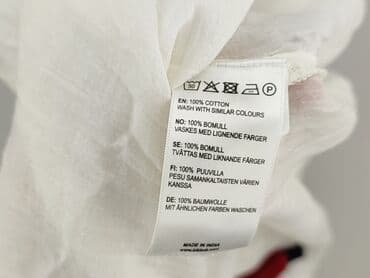 30 P
EN: 100% COTTON
WASH WITH SIMILAR COLOURS
NO: 100% BOMULL
VASKES MED LIGNENDE FARGER
SE: 100% BOMULL
TVÄTTAS MED LIKNANDE FÄRGER
FI: 100% PUUVILLA
PESU SAMANKALTAISTEN VÄRIEN
KANSSA
DE: 100% BAUMWOLLE
MIT ÄHNLICHEN FARBEN WASCHEN
MADE IN INDIA